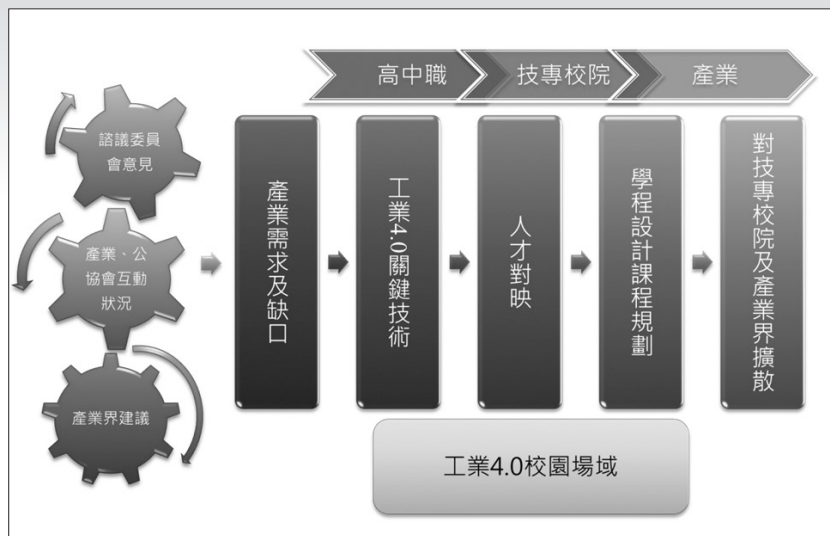 高中職
技專校院
產業
諮議委員
會意見
產業、公
協會互動
狀況
產業界建議
產業需求及缺口
工業4.0關鍵技術
人才對映
學程設計課程規劃
對技專校院及產業界擴散
工業4.0校園場域